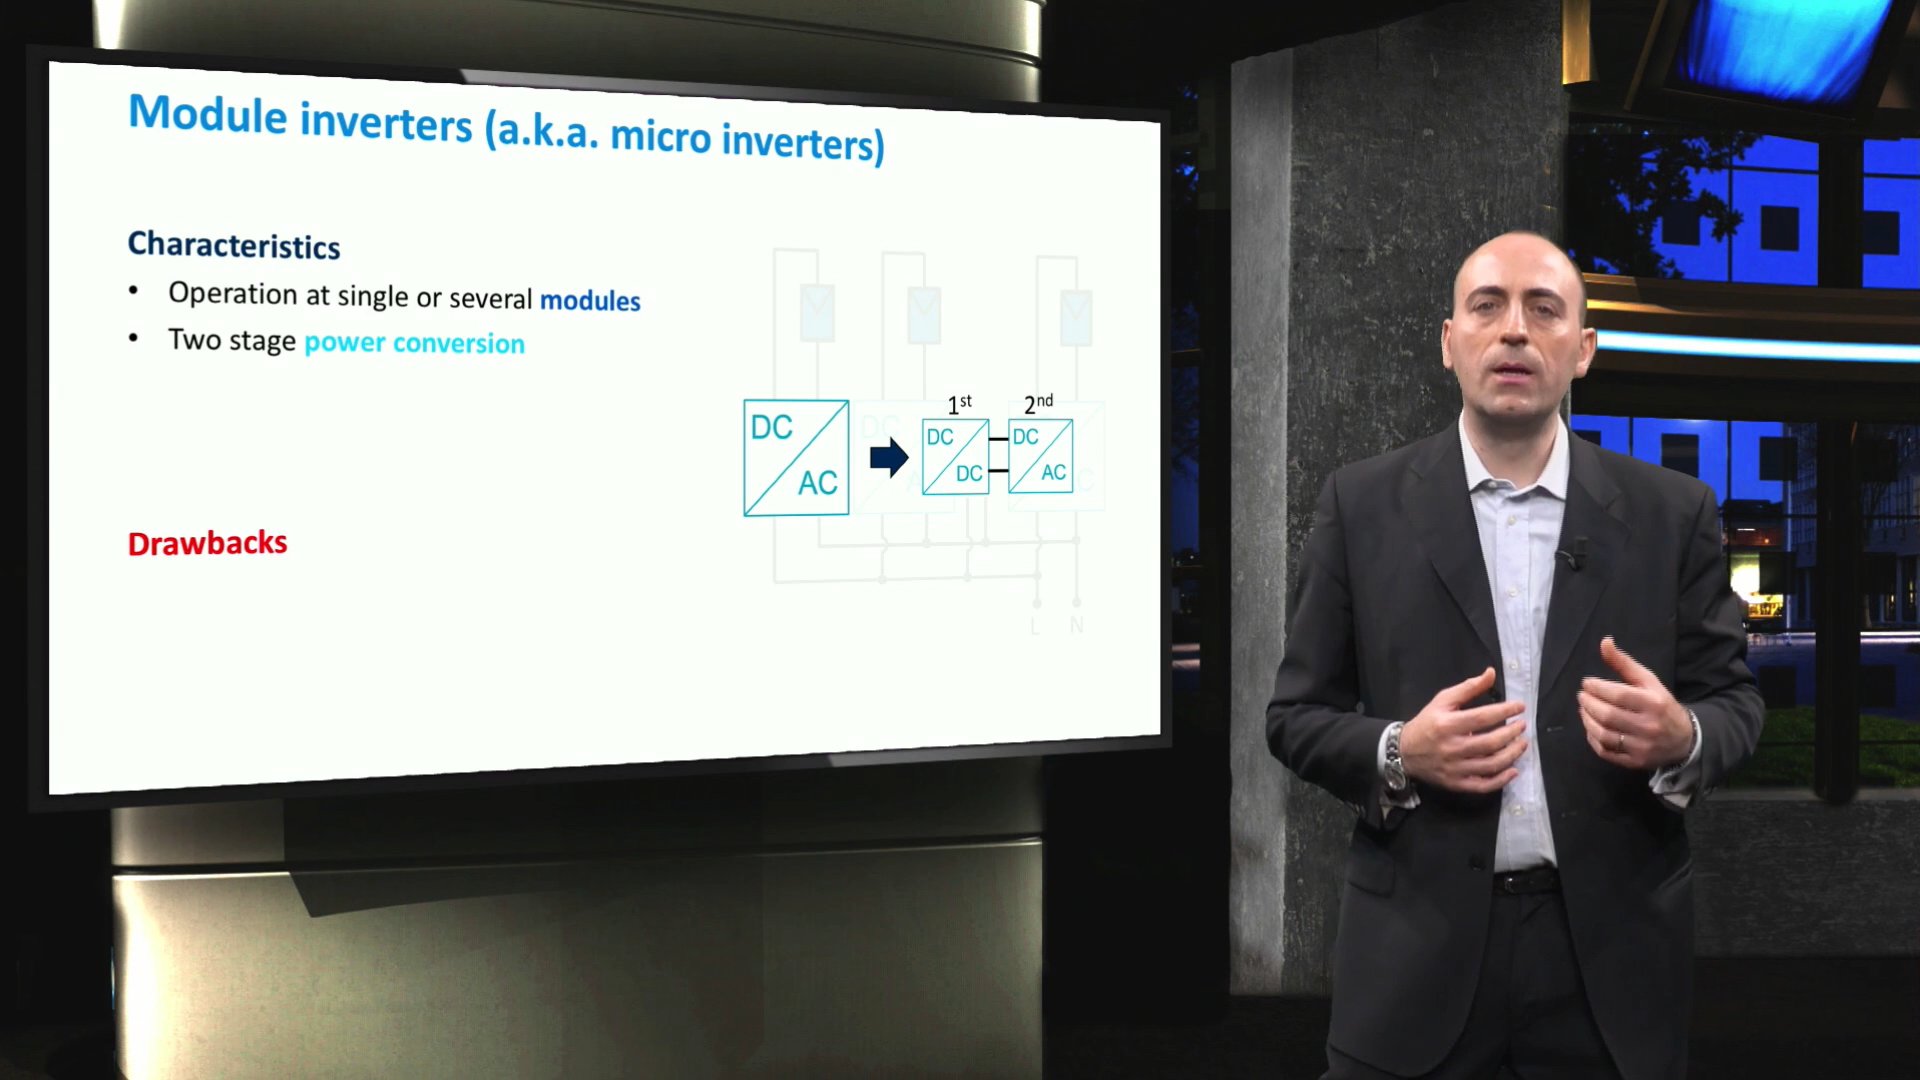 Module inverters (a.k.a. micro inverters)
Characteristics
• Operation at single or several modules
• Two stage power conversion
1st 2nd
DC DC DC DC
AC DC AC C
Drawbacks
L N